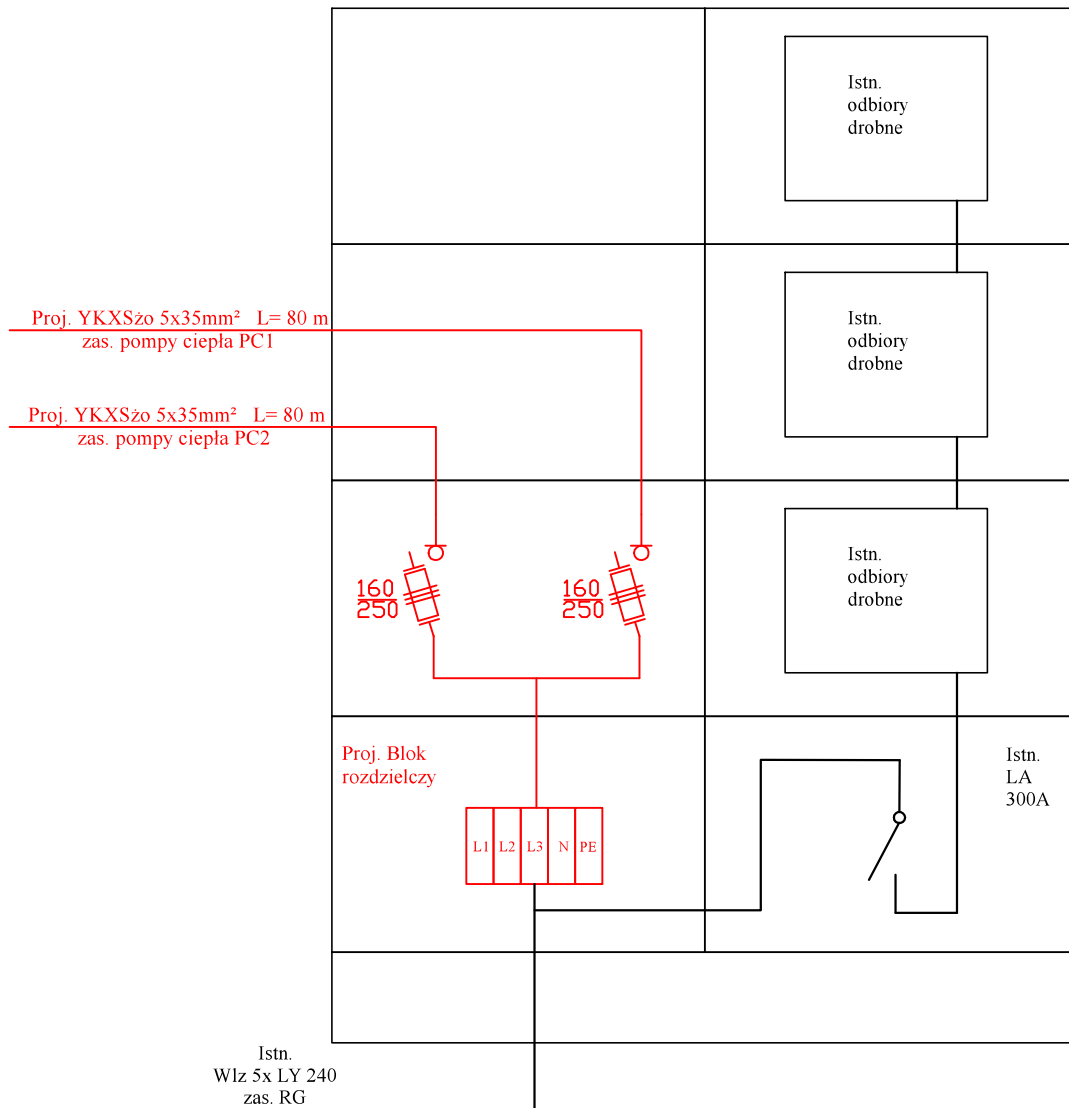 Istn.
odbiory
drobne
Proj. YKXSżo 5x35mm² L= 80 m
zas. pompy ciepła PC1
Istn.
odbiory
drobne
Proj. YKXSżo 5x35mm² L= 80 m
zas. pompy ciepła PC2
160
250
160
250
Istn.
odbiory
drobne
Proj. Blok
rozdzielczy
Istn.
LA
300A
L1 L2 L3 N PE
Istn.
Wlz 5x LY 240
zas. RG